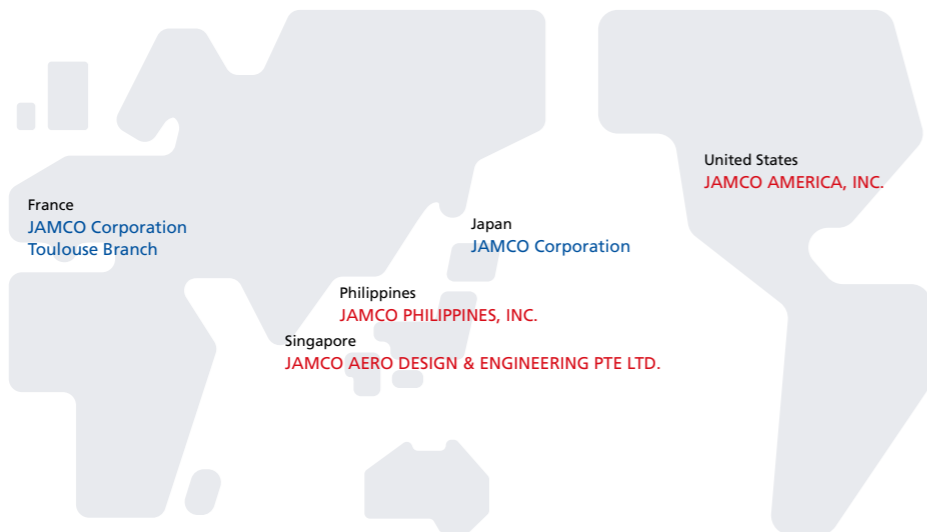 United States
JAMCO AMERICA, INC.
France
JAMCO Corporation
Toulouse Branch
Japan
JAMCO Corporation
Philippines
JAMCO PHILIPPINES, INC.
Singapore
JAMCO AERO DESIGN & ENGINEERING PTE LTD.